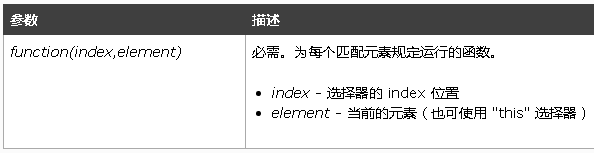 参数 描述
function(index,element) 必需。为每个匹配元素规定运行的函数。
• index - 选择器的 index 位置
• element - 当前的元素（也可使用 "this" 选择器）